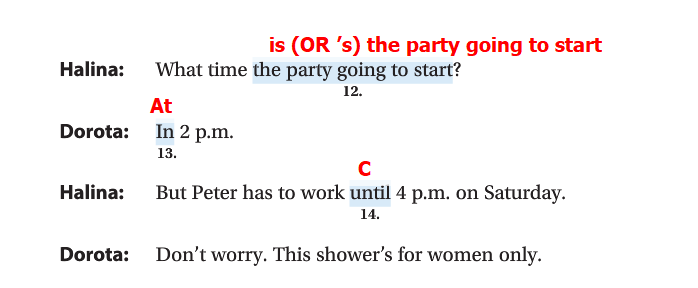 is (OR ’s) the party going to start
Halina: What time the party going to start?
12.
At
Dorota: In 2 p.m.
13.
C
Halina: But Peter has to work until 4 p.m. on Saturday.
14.
Dorota: Don’t worry. This shower’s for women only.